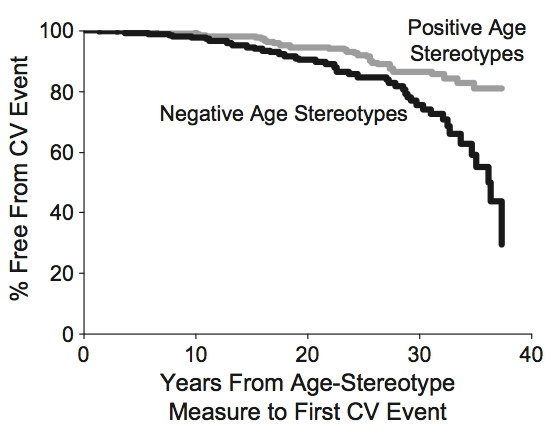 100
80
60
40
20
0
% Free From CV Event
Positive Age
Stereotypes
Negative Age Stereotypes
0 10 20 30 40
Years From Age-Stereotype
Measure to First CV Event